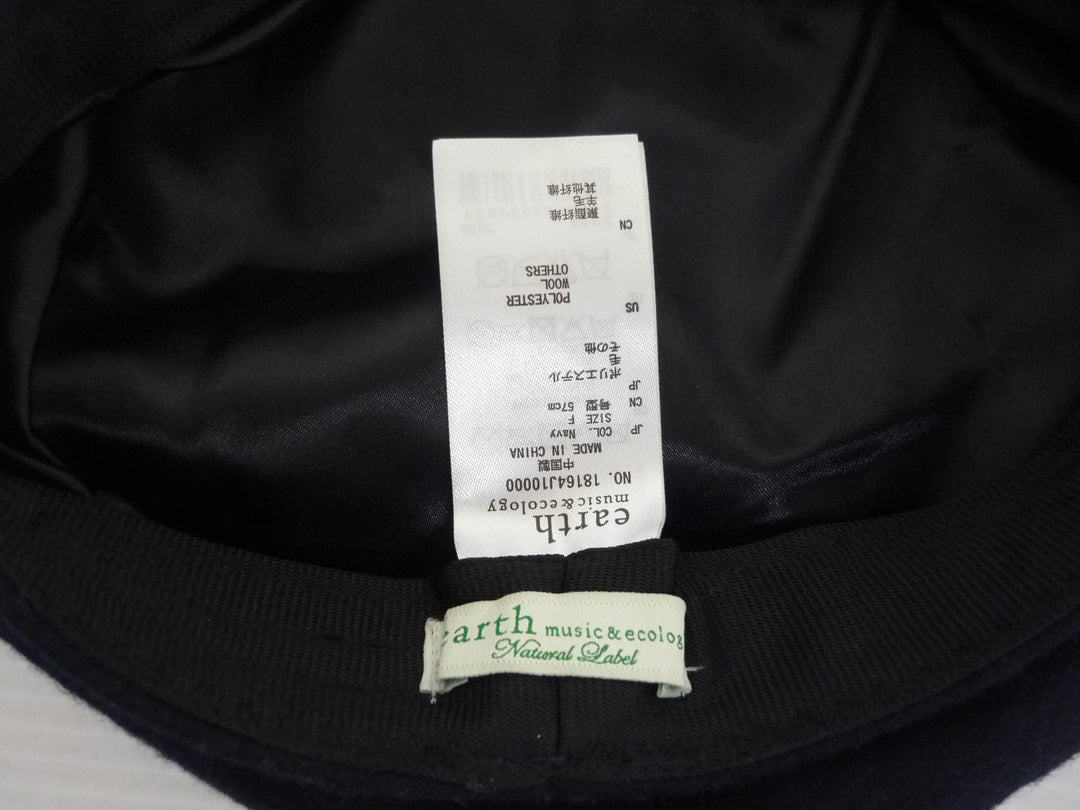 earth
music&ecology
NO. 18164J10000
中国製
MADE IN CHINA
JP COL. Navy
SIZE F
CN 号型 57cm
JP
ポリエステル
毛
その他
US
POLYESTER
WOOL
OTHERS
CN
聚酯纤维
羊毛
其他纤维
earth music&ecolog
Natural Label